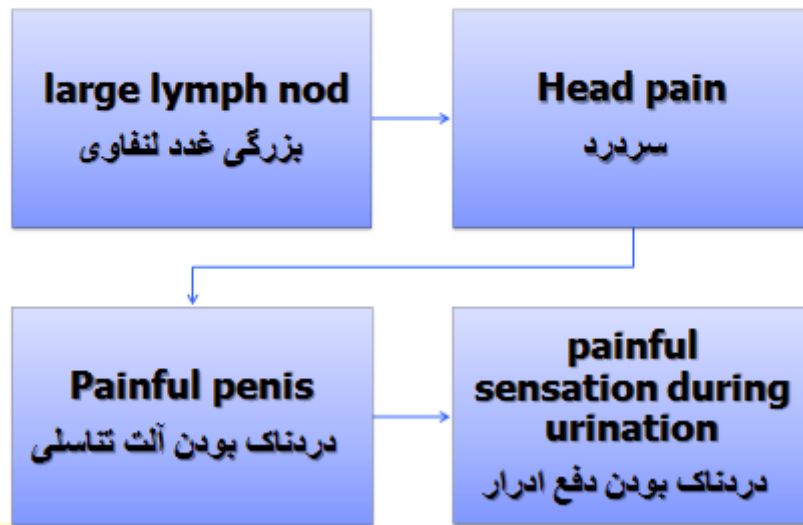 large lymph nod
بزرگی غدد لنفاوی
Head pain
سردرد
Painful penis
دردناک بودن آلت تناسلی
painful
sensation during
urination
دردناک بودن دفع ادرار